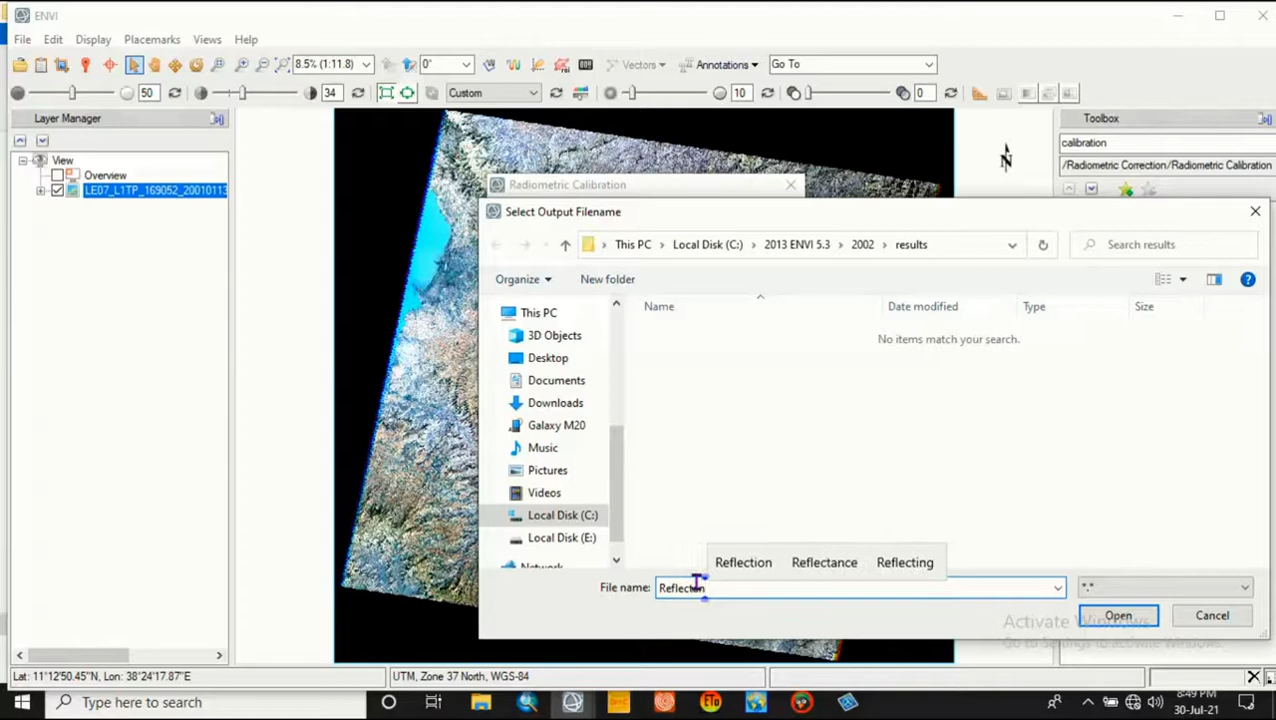 ENVI
File Edit Display Placemarks Views Help
8.5% (1:11.8) 0° Vectors Annotations Go To
50 34 Custom 10 0
Layer Manager
Toolbox
View
calibration
Overview
/Radiometric Correction/Radiometric Calibration
LE07_L1TP_169052_20010113
N
Radiometric Calibration
Select Output Filename
This PC > Local Disk (C:) > 2013 ENVI 5.3 > 2002 > results
Search results
Organize New folder
Name Date modified Type Size
No items match your search.
This PC
3D Objects
Desktop
Documents
Downloads
Galaxy M20
Music
Pictures
Videos
Local Disk (C:)
Local Disk (E:)
Network
Reflection Reflectance Reflecting
File name: Reflectan
*.*
Open Cancel
Activate Windows
Go to Settings to activate Windows.
Lat: 11°12'50.45"N, Lon: 38°24'17.87"E
UTM, Zone 37 North, WGS-84
Type here to search
ETo
8:49 PM
30-Jul-21